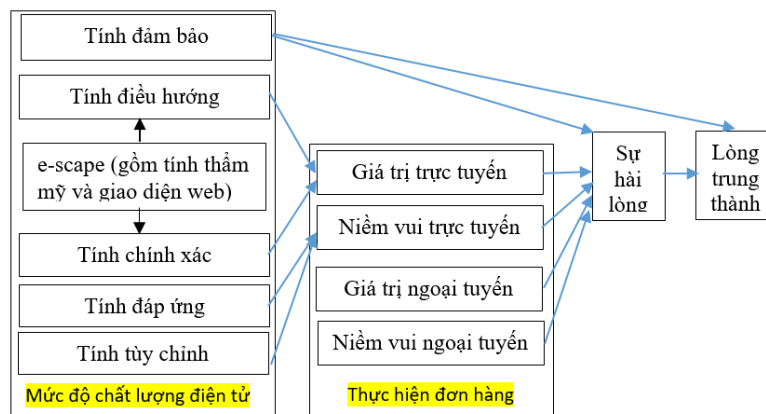 Tính đảm bảo
Tính điều hướng
e-scape (gồm tính thẩm
mỹ và giao diện web)
Tính chính xác
Tính đáp ứng
Tính tùy chỉnh
Mức độ chất lượng điện tử
Giá trị trực tuyến
Niềm vui trực tuyến
Giá trị ngoại tuyến
Niềm vui ngoại tuyến
Thực hiện đơn hàng
Sự
hài
lòng
Lòng
trung
thành